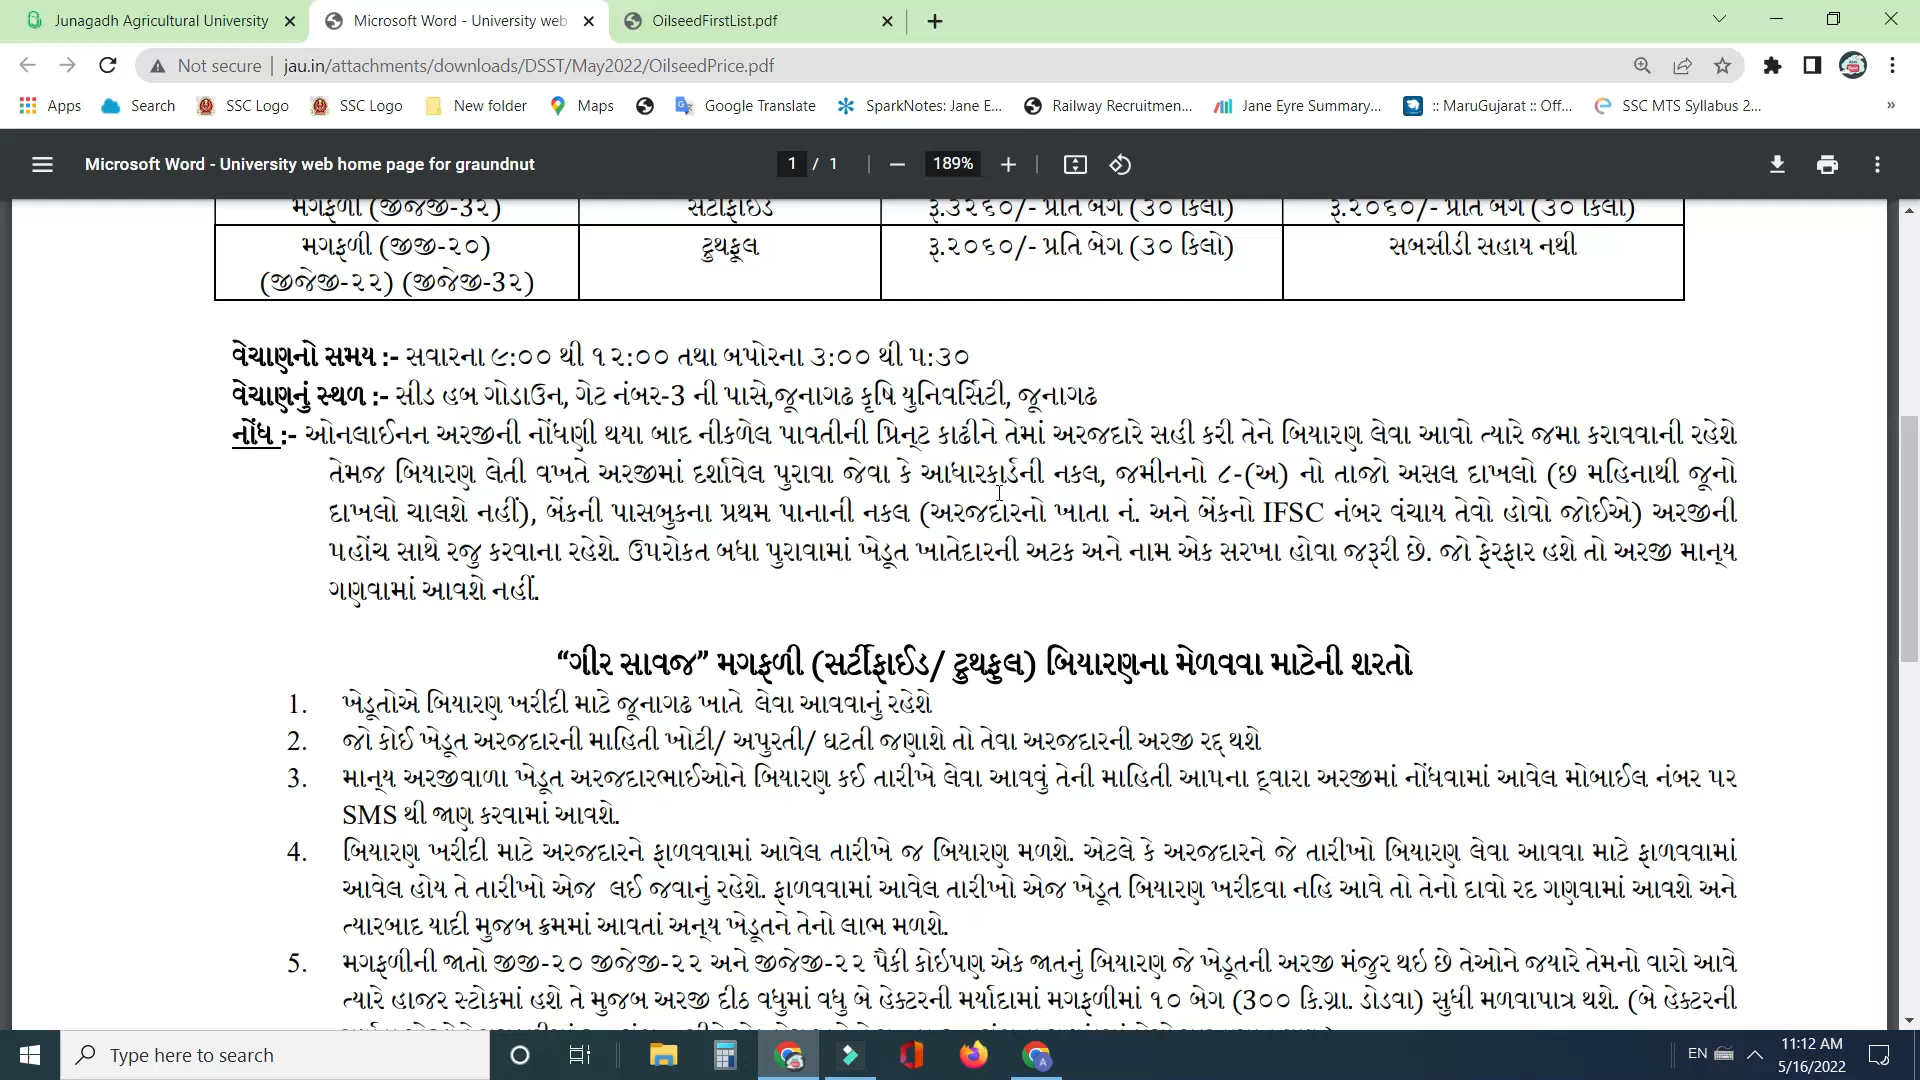 Junagadh Agricultural University
Microsoft Word - University web
OilseedFirstList.pdf
Not secure | jau.in/attachments/downloads/DSST/May2022/OilseedPrice.pdf
Apps Search SSC Logo SSC Logo New folder Maps Google Translate SparkNotes: Jane E... Railway Recruitmen... Jane Eyre Summary... :: MaruGujarat :: Off... SSC MTS Syllabus 2... »
Microsoft Word - University web home page for graundnut 1 / 1 189%
મગફળી (જીજી-૩૨) સર્ટીફાઇડ રૂ.૩૨૬૦/- પ્રતિ બેગ (૩૦ કિલો) રૂ.૨૦૬૦/- પ્રતિ બેગ (૩૦ કિલો)
મગફળી (જીજી-૨૦) ટ્રુથફૂલ રૂ.૨૦૬૦/- પ્રતિ બેગ (૩૦ કિલો) સબસીડી સહાય નથી
(જીજેજી-૨૨) (જીજેજી-૩૨)
વેચાણનો સમય :- સવારના ૯:૦૦ થી ૧૨:૦૦ તથા બપોરના ૩:૦૦ થી ૫:૩૦
વેચાણનું સ્થળ :- સીડ હબ ગોડાઉન, ગેટ નંબર-૩ ની પાસે,જૂનાગઢ કૃષિ યુનિવર્સિટી, જૂનાગઢ
નોંધ :- ઓનલાઈનન અરજીની નોંધણી થયા બાદ નીકળેલ પાવતીની પ્રિન્ટ કાઢીને તેમાં અરજદારે સહી કરી તેને બિયારણ લેવા આવો ત્યારે જમા કરાવવાની રહેશે
તેમજ બિયારણ લેતી વખતે અરજીમાં દર્શાવેલ પુરાવા જેવા કે આધારકાર્ડની નકલ, જમીનનો ૮-(અ) નો તાજો અસલ દાખલો (છ મહિનાથી જૂનો
દાખલો ચાલશે નહીં), બેંકની પાસબુકના પ્રથમ પાનાની નકલ (અરજદારનો ખાતા નં. અને બેંકનો IFSC નંબર વંચાય તેવો હોવો જોઈએ) અરજીની
પહોંચ સાથે રજુ કરવાના રહેશે. ઉપરોકત બધા પુરાવામાં ખેડૂત ખાતેદારની અટક અને નામ એક સરખા હોવા જરૂરી છે. જો ફેરફાર હશે તો અરજી માન્ય
ગણવામાં આવશે નહીં.
“ગીર સાવજ” મગફળી (સર્ટીફાઈડ/ ટ્રુથફુલ) બિયારણના મેળવવા માટેની શરતો
1. ખેડૂતોએ બિયારણ ખરીદી માટે જૂનાગઢ ખાતે લેવા આવવાનું રહેશે
2. જો કોઈ ખેડૂત અરજદારની માહિતી ખોટી/ અપુરતી/ ઘટતી જણાશે તો તેવા અરજદારની અરજી રદ્દ થશે
3. માન્ય અરજીવાળા ખેડૂત અરજદારભાઈઓને બિયારણ કઈ તારીખે લેવા આવવું તેની માહિતી આપના દ્વારા અરજીમાં નોંધવામાં આવેલ મોબાઈલ નંબર પર
SMS થી જાણ કરવામાં આવશે.
4. બિયારણ ખરીદી માટે અરજદારને ફાળવવામાં આવેલ તારીખે જ બિયારણ મળશે. એટલે કે અરજદારને જે તારીખો બિયારણ લેવા આવવા માટે ફાળવવામાં
આવેલ હોય તે તારીખો એજ લઈ જવાનું રહેશે. ફાળવવામાં આવેલ તારીખો એજ ખેડૂત બિયારણ ખરીદવા નહિ આવે તો તેનો દાવો રદ ગણવામાં આવશે અને
ત્યારબાદ યાદી મુજબ ક્રમમાં આવતાં અન્ય ખેડૂતને તેનો લાભ મળશે.
5. મગફળીની જાતો જીજી-૨૦ જીજેજી-૨૨ અને જીજેજી-૨૨ પૈકી કોઇપણ એક જાતનું બિયારણ જે ખેડૂતની અરજી મંજુર થઇ છે તેઓને જયારે તેમનો વારો આવે
ત્યારે હાજર સ્ટોકમાં હશે તે મુજબ અરજી દીઠ વધુમાં વધુ બે હેક્ટરની મર્યાદામાં મગફળીમાં ૧૦ બેગ (૩૦૦ કિ.ગ્રા. ડોડવા) સુધી મળવાપાત્ર થશે. (બે હેક્ટરની
Type here to search
EN
11:12 AM
5/16/2022